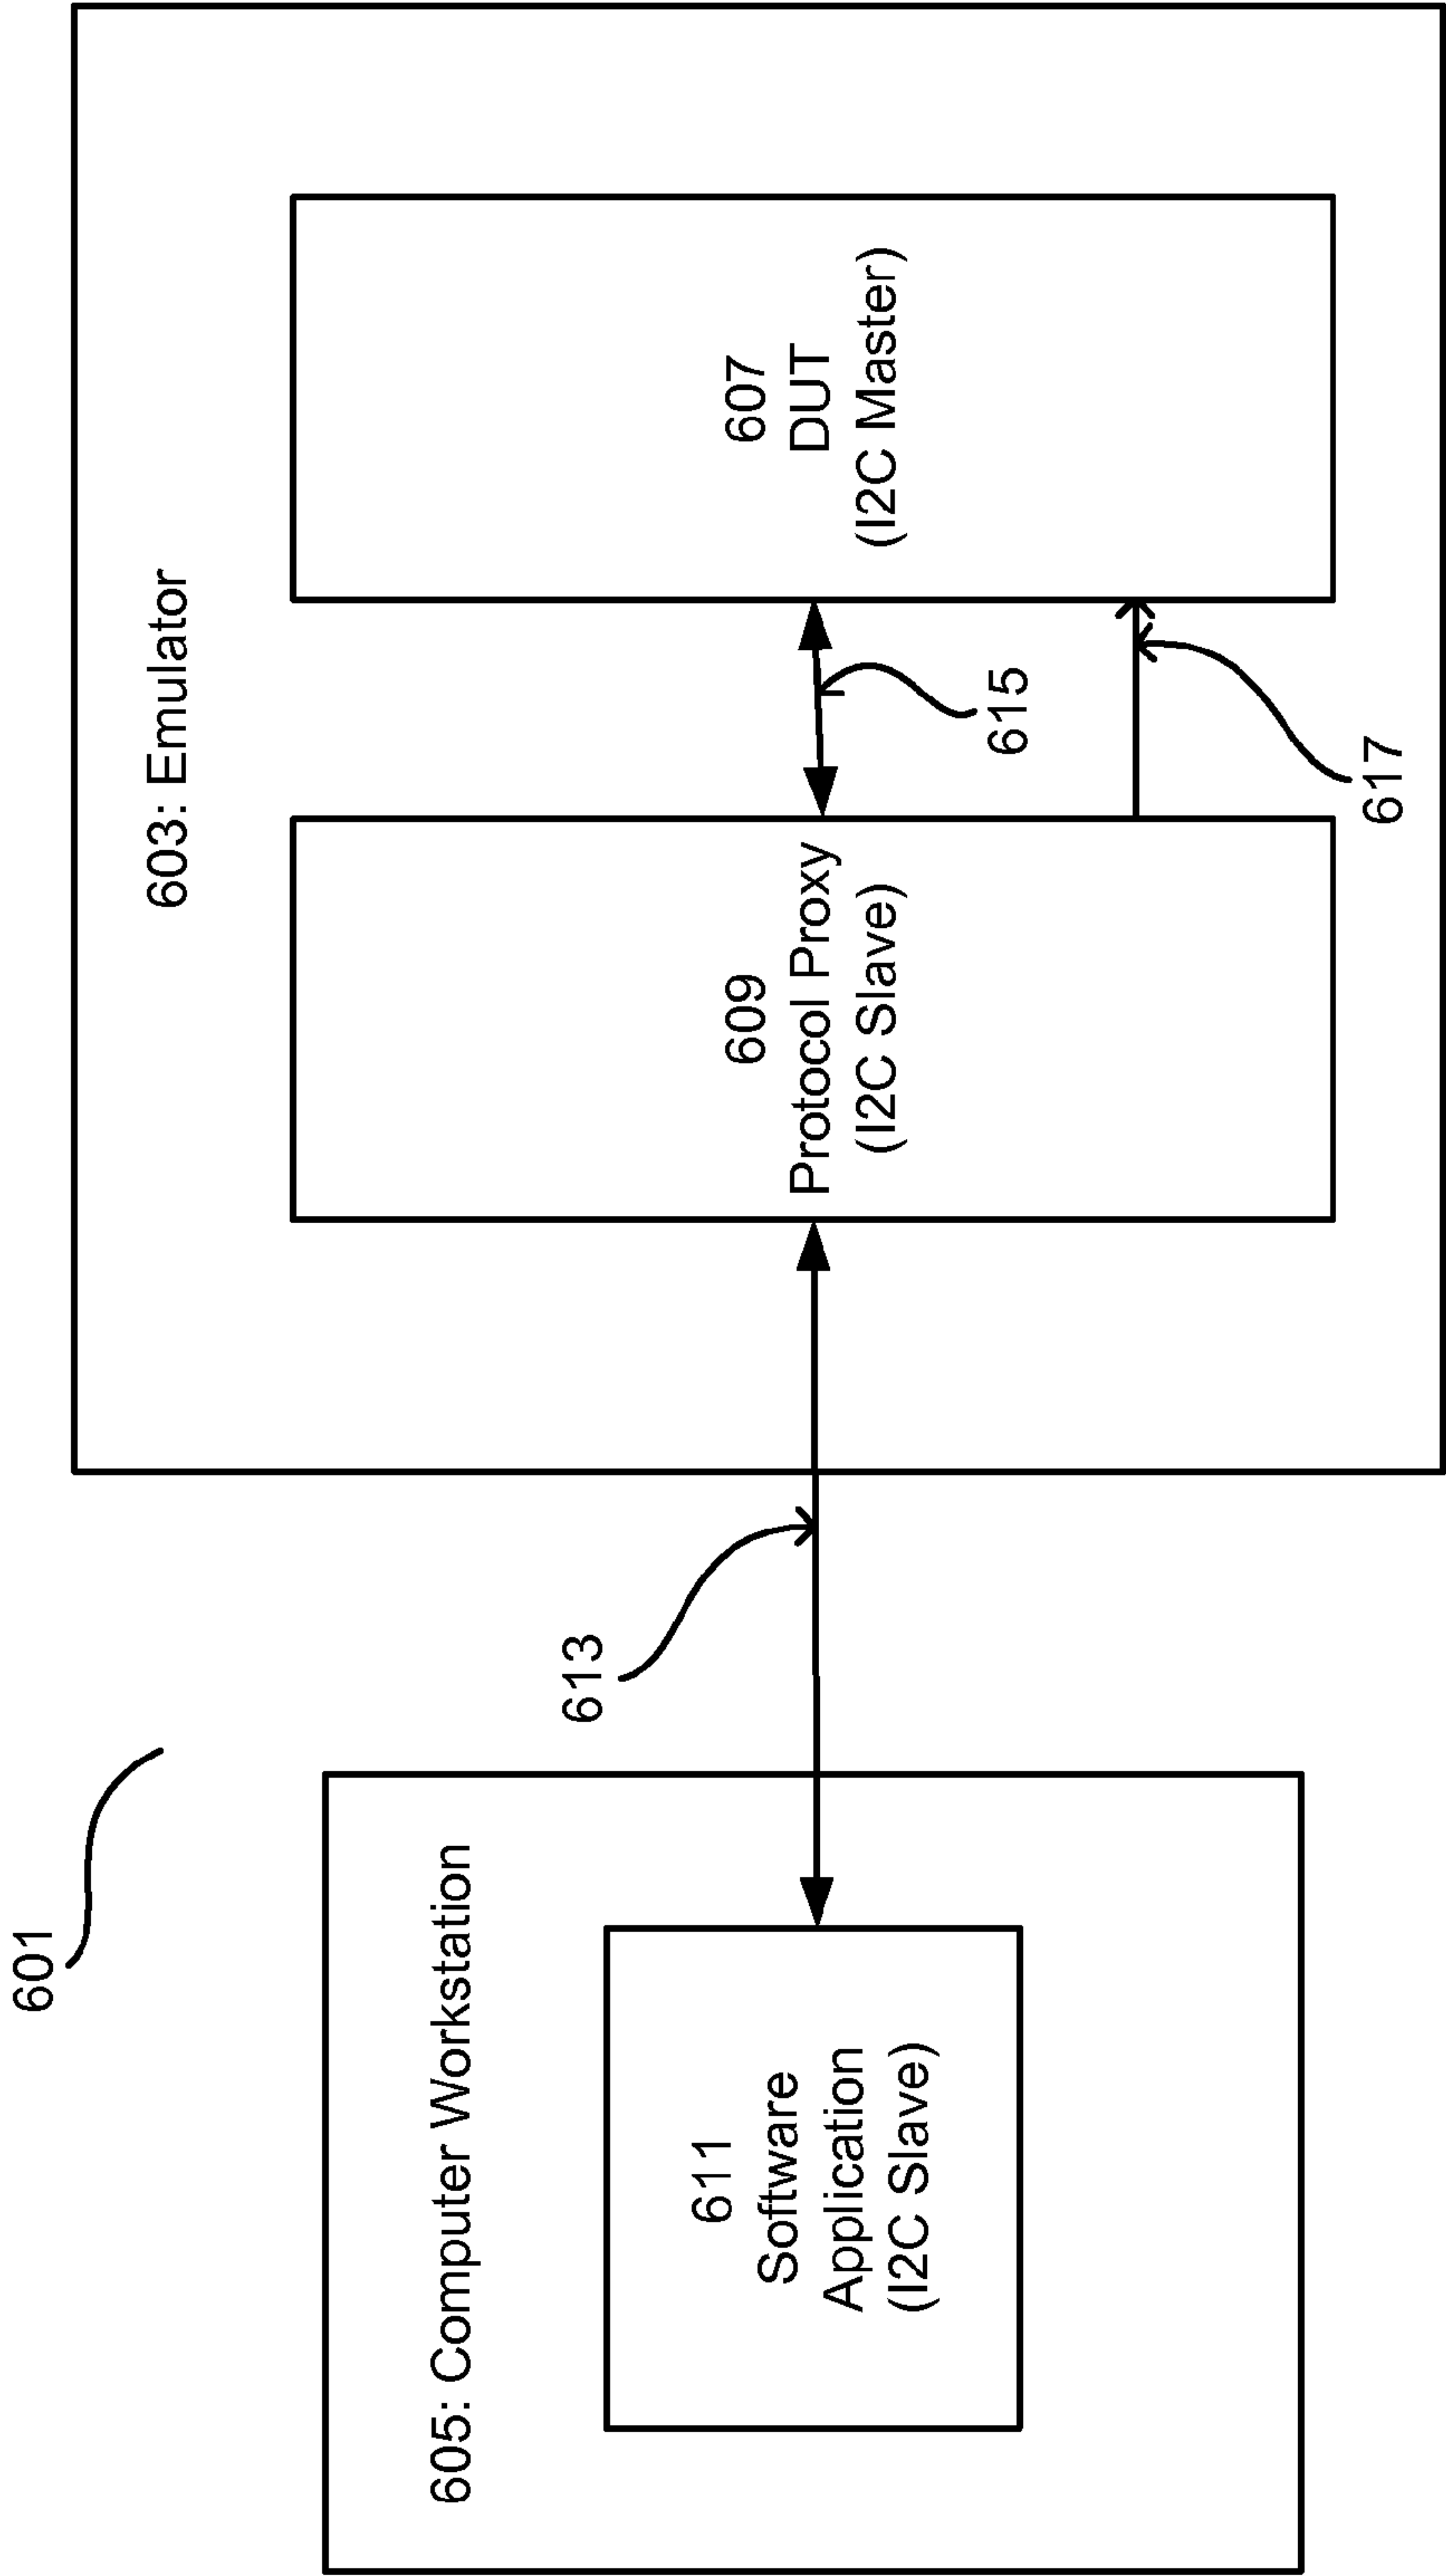 601
605: Computer Workstation
611
Software
Application
(I2C Slave)
613
603: Emulator
609
Protocol Proxy
(I2C Slave)
615
617
607
DUT
(I2C Master)